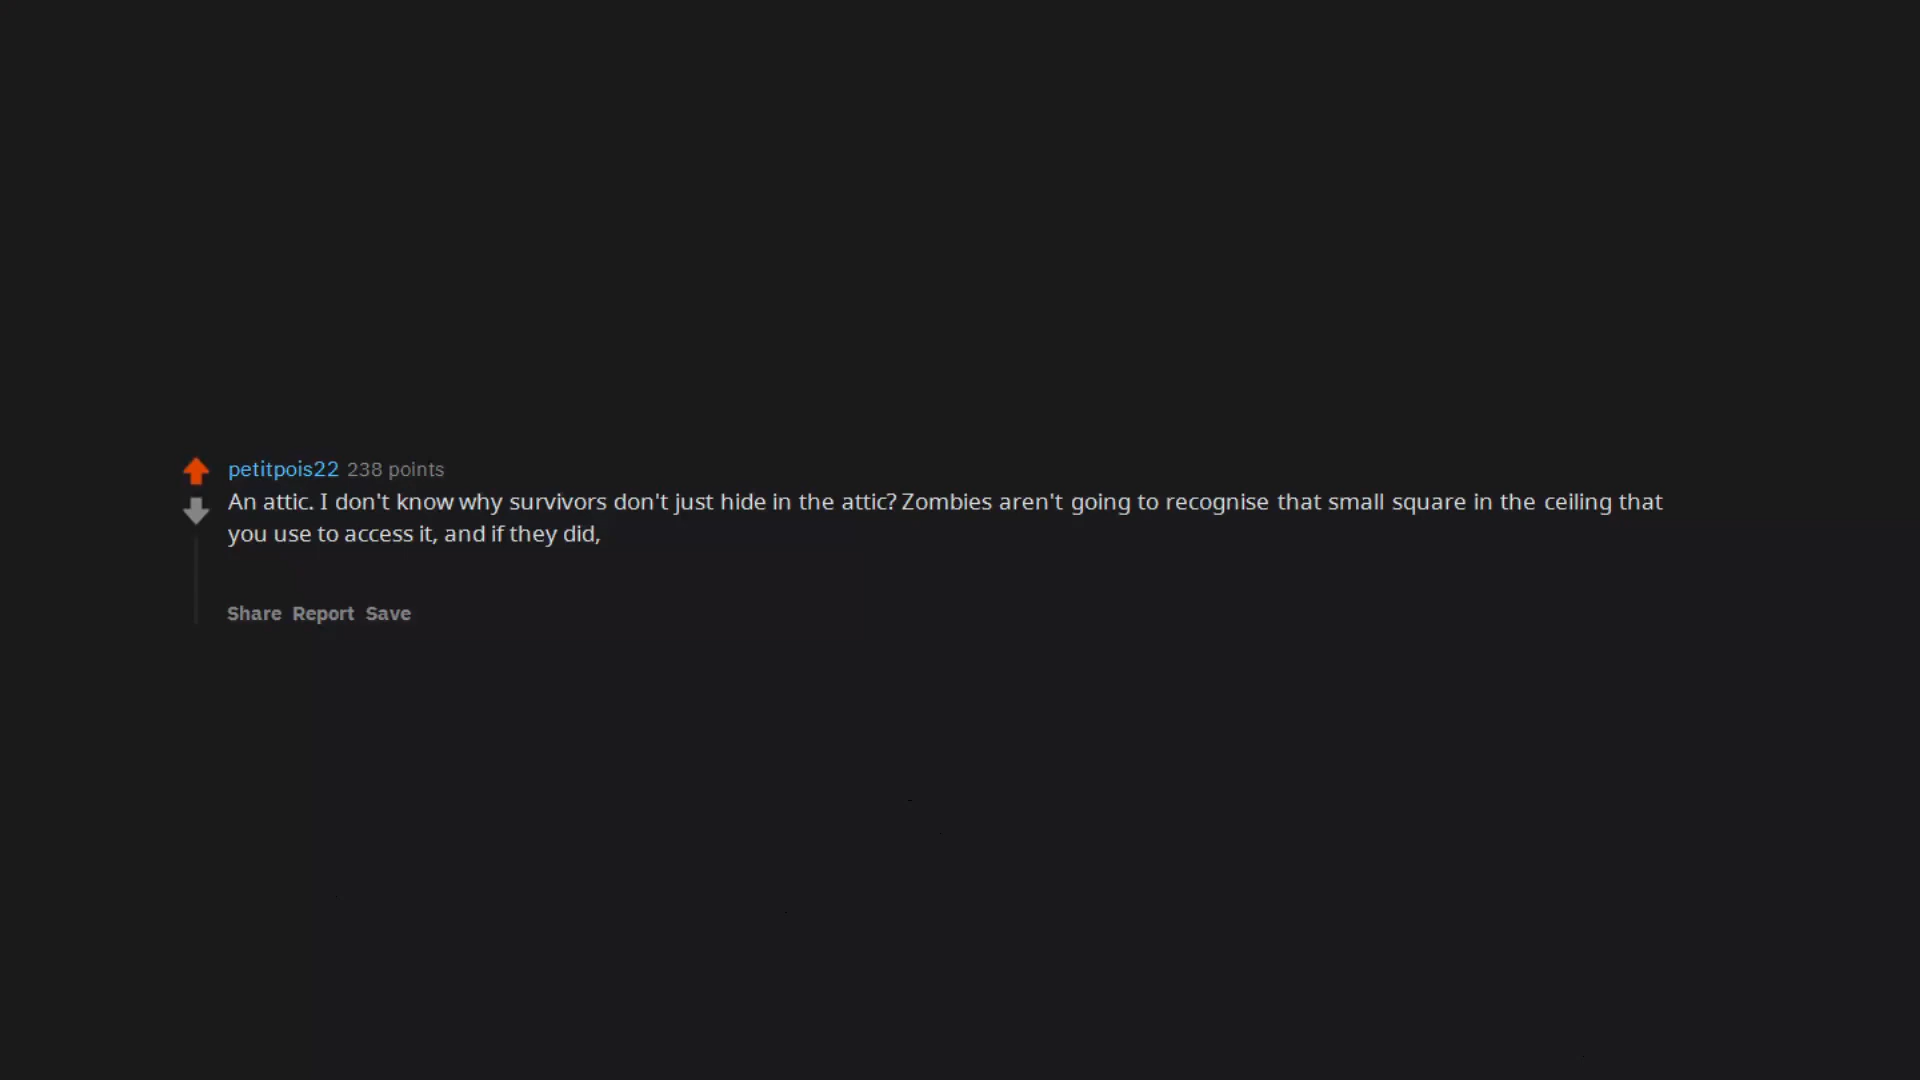 petitpois22 238 points
An attic. I don't know why survivors don't just hide in the attic? Zombies aren't going to recognise that small square in the ceiling that
you use to access it, and if they did,
Share Report Save